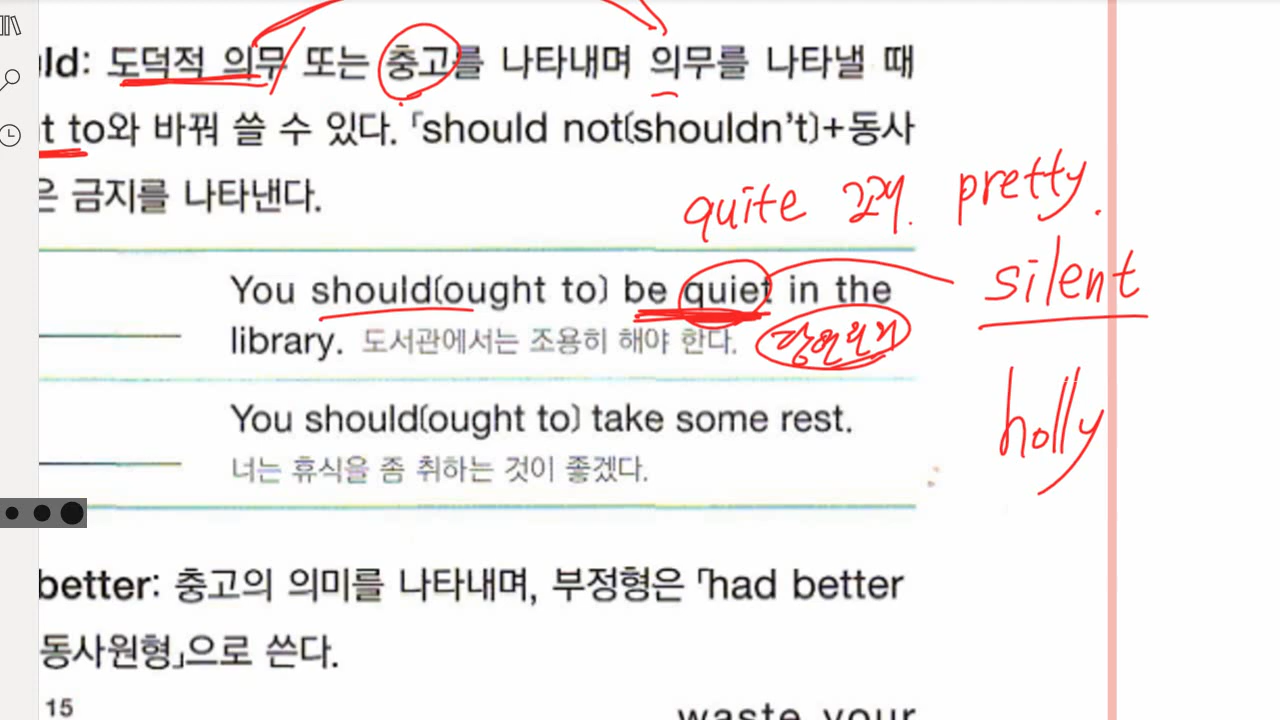 ld: 도덕적 의무 또는 충고를 나타내며 의무를 나타낼 때
t to와 바꿔 쓸 수 있다. 「should not(shouldn't)+동사
은 금지를 나타낸다.
quite 꽤. pretty.
You should(ought to) be quiet in the
silent
library. 도서관에서는 조용히 해야 한다.
holly
You should(ought to) take some rest.
너는 휴식을 좀 취하는 것이 좋겠다.
better: 충고의 의미를 나타내며, 부정형은 「had better
동사원형」으로 쓴다.
15
waste your